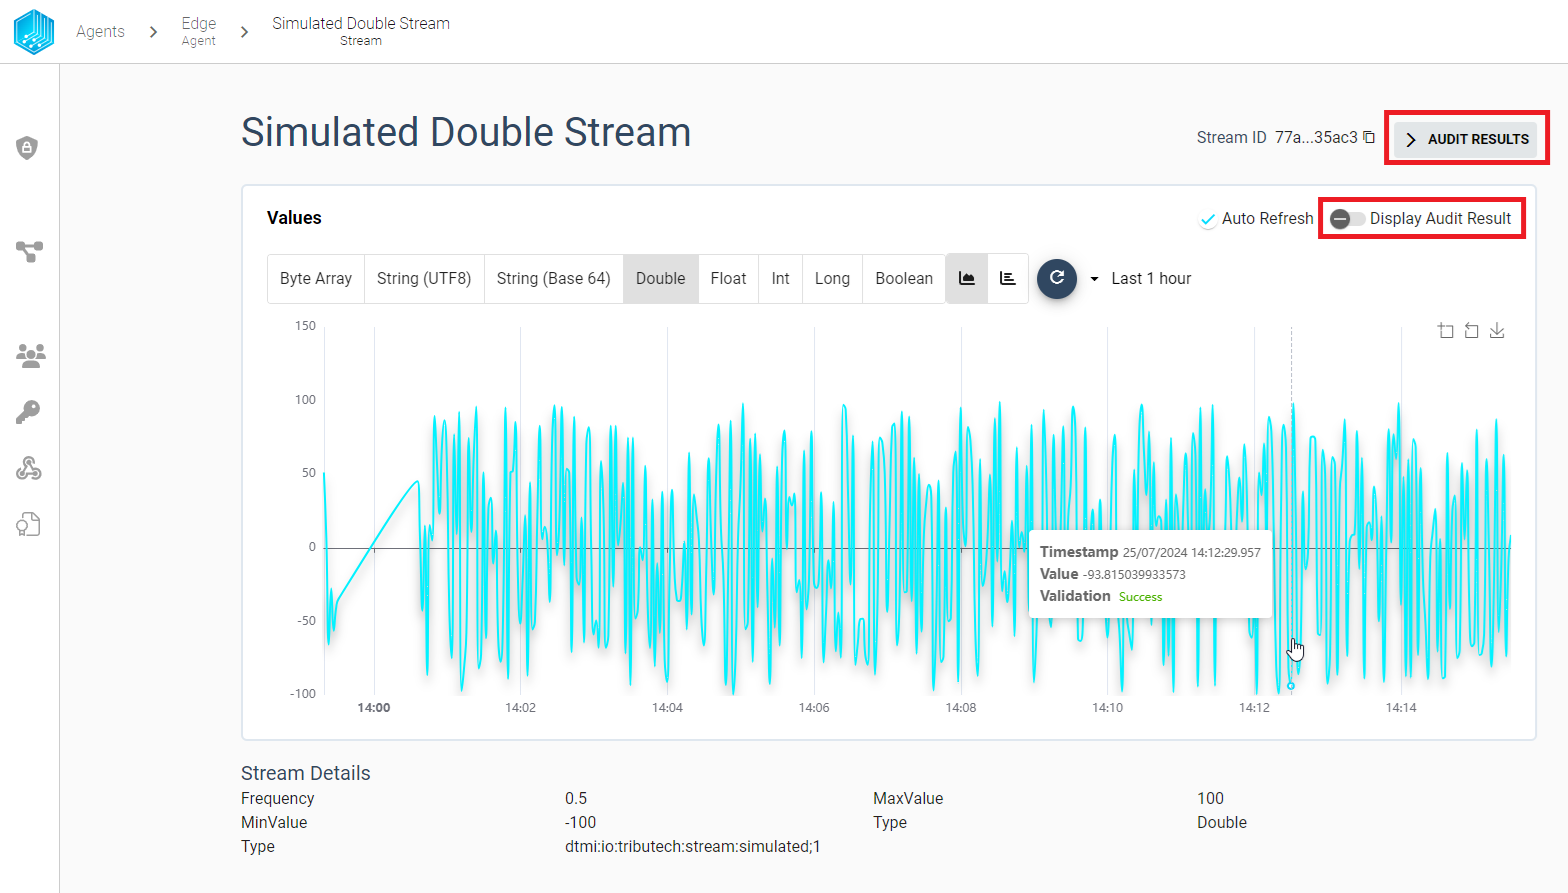 Agents
Edge
Agent
Simulated Double Stream
Stream
Simulated Double Stream
Stream ID 77a...35ac3
AUDIT RESULTS
Values
Auto Refresh
Display Audit Result
Byte Array String (UTF8) String (Base 64) Double Float Int Long Boolean
Last 1 hour
150
100
50
0
-50
-100
Timestamp 25/07/2024 14:12:29.957
Value -93.815039933573
Validation Success
14:00 14:02 14:04 14:06 14:08 14:10 14:12 14:14
Stream Details
Frequency 0.5 MaxValue 100
MinValue -100 Type Double
Type dtmi:io:tributech:stream:simulated;1